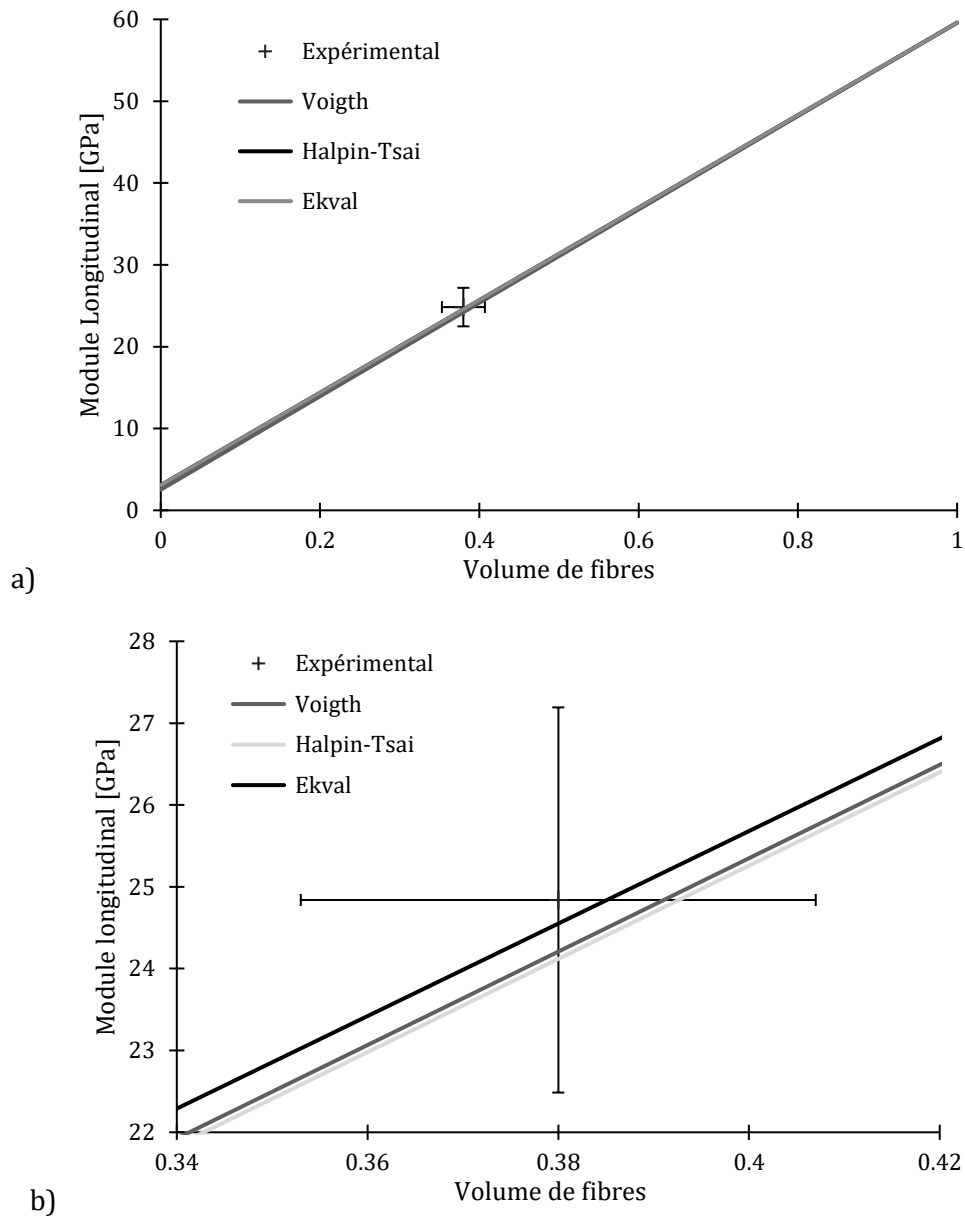 60
50
40
30
20
10
0
Module Longitudinal [GPa]
Expérimental
Voigth
Halpin-Tsai
Ekval
0 0.2 0.4 0.6 0.8 1
Volume de fibres
a)
28
27
26
25
24
23
22
Module longitudinal [GPa]
Expérimental
Voigth
Halpin-Tsai
Ekval
0.34 0.36 0.38 0.4 0.42
Volume de fibres
b)